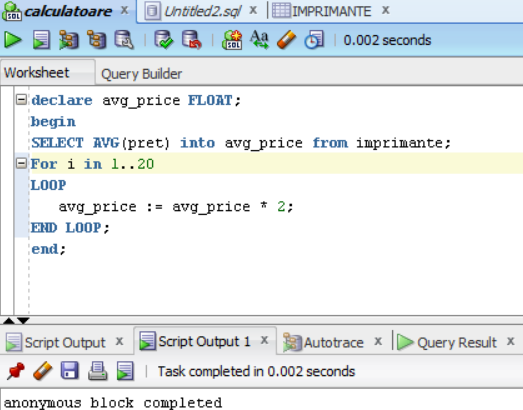 calculatoare x Untitled2.sql x IMPRIMANTE x
SQL Aa 0.002 seconds
Worksheet Query Builder
declare avg_price FLOAT;
begin
SELECT AVG(pret) into avg_price from imprimante;
For i in 1..20
LOOP
avg_price := avg_price * 2;
END LOOP;
end;
Script Output x Script Output 1 x Autotrace x Query Result x
Task completed in 0.002 seconds
anonymous block completed